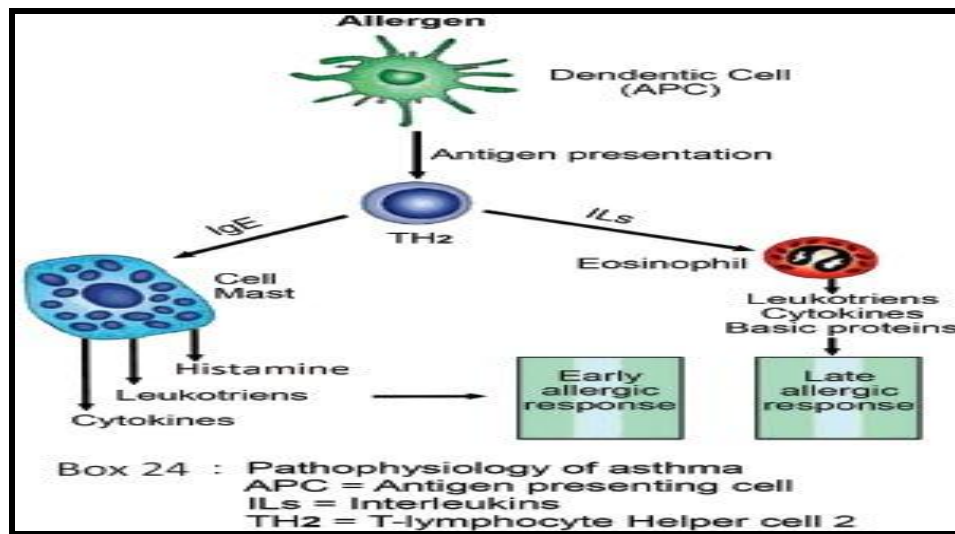 Allergen
Dendentic Cell
(APC)
Antigen presentation
IgE
ILs
TH2
Cell
Mast
Eosinophil
Leukotriens
Cytokines
Basic proteins
Histamine
Leukotriens
Cytokines
Early
allergic
response
Late
allergic
response
Box 24 : Pathophysiology of asthma
APC = Antigen presenting cell
ILs = Interleukins
TH2 = T-lymphocyte Helper cell 2